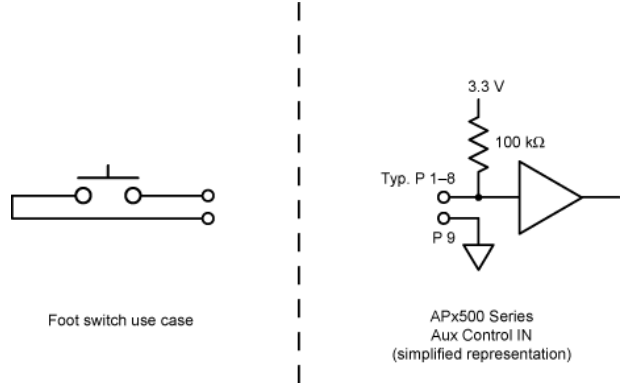 3.3 V
100 kΩ
Typ. P 1–8
P 9
Foot switch use case
APx500 Series
Aux Control IN
(simplified representation)